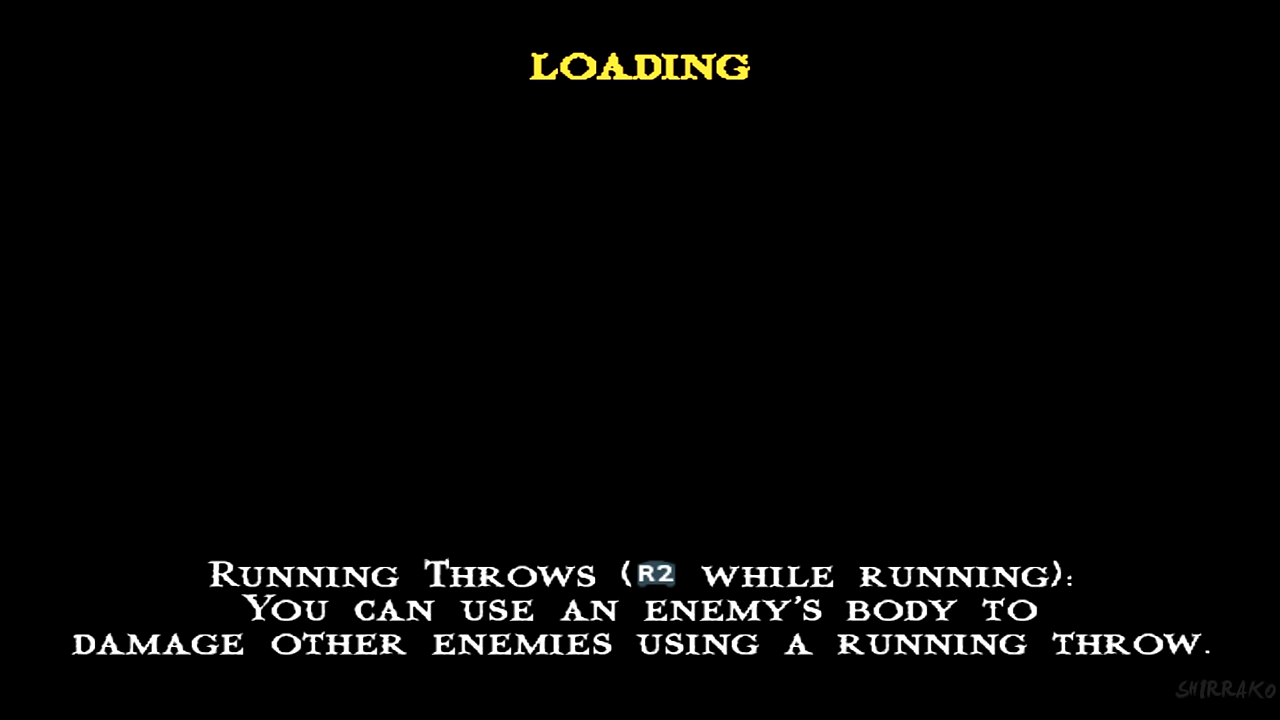 LOADING
RUNNING THROWS (R2 WHILE RUNNING):
YOU CAN USE AN ENEMY'S BODY TO
DAMAGE OTHER ENEMIES USING A RUNNING THROW.
SHIRRAKO